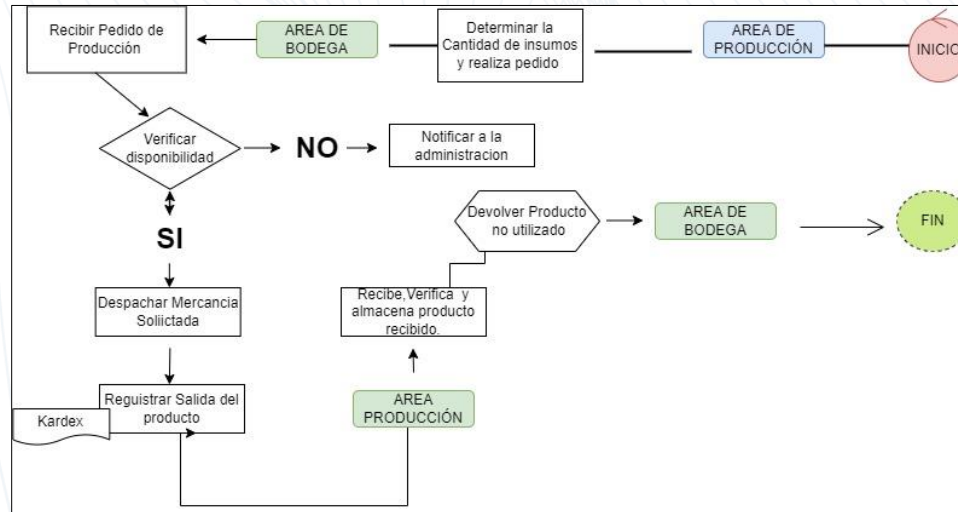 Recibir Pedido de
Producción
AREA DE
BODEGA
Determinar la
Cantidad de insumos
y realiza pedido
AREA DE
PRODUCCIÓN
INICIO
Verificar
disponibilidad
NO
Notificar a la
administracion
SI
Devolver Producto
no utilizado
AREA DE
BODEGA
FIN
Despachar Mercancia
Soliictada
Recibe,Verifica y
almacena producto
recibido.
Reguistrar Salida del
producto
Kardex
AREA
PRODUCCIÓN